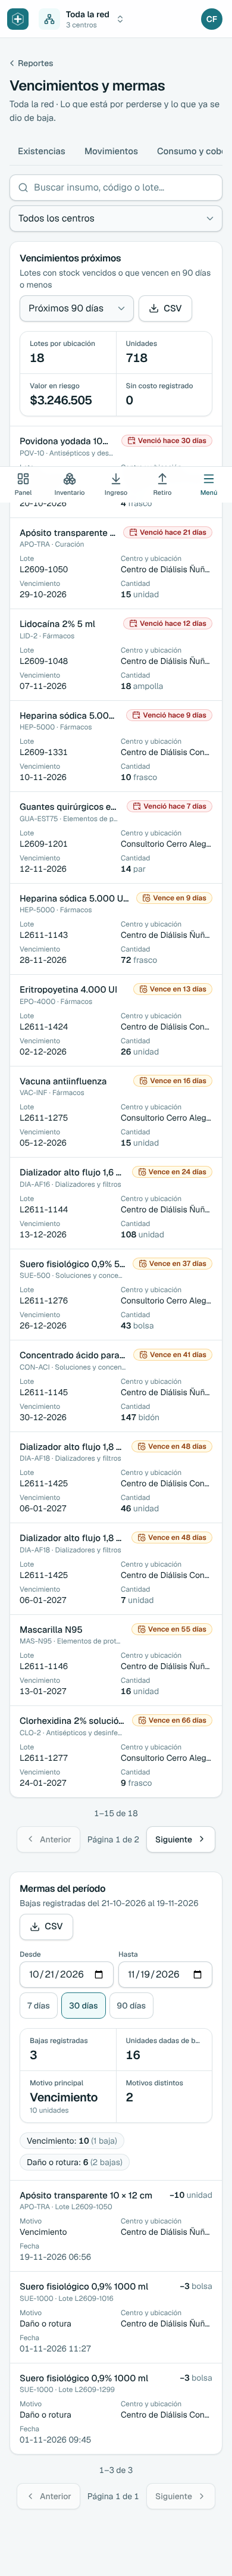 Toda la red
3 centros
CF
Reportes
Vencimientos y mermas
Toda la red · Lo que está por perderse y lo que ya se
dio de baja.
Existencias Movimientos Consumo y cobe
Buscar insumo, código o lote...
Todos los centros
Vencimientos próximos
Lotes con stock vencidos o que vencen en 90 días
o menos
Próximos 90 días CSV
Lotes por ubicación Unidades
18 718
Valor en riesgo Sin costo registrado
$3.246.505 0
Povidona yodada 10... Venció hace 30 días
POV-10 · Antisépticos y des...
Panel Inventario Ingreso Retiro Menú
20-10-2026 4 frasco
Apósito transparente ... Venció hace 21 días
APO-TRA · Curación
Lote Centro y ubicación
L2609-1050 Centro de Diálisis Ñuñ...
Vencimiento Cantidad
29-10-2026 15 unidad
Lidocaína 2% 5 ml Venció hace 12 días
LID-2 · Fármacos
Lote Centro y ubicación
L2609-1048 Centro de Diálisis Ñuñ...
Vencimiento Cantidad
07-11-2026 18 ampolla
Heparina sódica 5.00... Venció hace 9 días
HEP-5000 · Fármacos
Lote Centro y ubicación
L2609-1331 Centro de Diálisis Con...
Vencimiento Cantidad
10-11-2026 10 frasco
Guantes quirúrgicos e... Venció hace 7 días
GUA-EST75 · Elementos de p...
Lote Centro y ubicación
L2609-1201 Consultorio Cerro Aleg...
Vencimiento Cantidad
12-11-2026 14 par
Heparina sódica 5.000 U... Vence en 9 días
HEP-5000 · Fármacos
Lote Centro y ubicación
L2611-1143 Centro de Diálisis Ñuñ...
Vencimiento Cantidad
28-11-2026 72 frasco
Eritropoyetina 4.000 UI Vence en 13 días
EPO-4000 · Fármacos
Lote Centro y ubicación
L2611-1424 Centro de Diálisis Con...
Vencimiento Cantidad
02-12-2026 26 unidad
Vacuna antiinfluenza Vence en 16 días
VAC-INF · Fármacos
Lote Centro y ubicación
L2611-1275 Consultorio Cerro Aleg...
Vencimiento Cantidad
05-12-2026 15 unidad
Dializador alto flujo 1,6 ... Vence en 24 días
DIA-AF16 · Dializadores y filtros
Lote Centro y ubicación
L2611-1144 Centro de Diálisis Ñuñ...
Vencimiento Cantidad
13-12-2026 108 unidad
Suero fisiológico 0,9% 5... Vence en 37 días
SUE-500 · Soluciones y conce...
Lote Centro y ubicación
L2611-1276 Consultorio Cerro Aleg...
Vencimiento Cantidad
26-12-2026 43 bolsa
Concentrado ácido para... Vence en 41 días
CON-ACI · Soluciones y concen...
Lote Centro y ubicación
L2611-1145 Centro de Diálisis Ñuñ...
Vencimiento Cantidad
30-12-2026 147 bidón
Dializador alto flujo 1,8 ... Vence en 48 días
DIA-AF18 · Dializadores y filtros
Lote Centro y ubicación
L2611-1425 Centro de Diálisis Con...
Vencimiento Cantidad
06-01-2027 46 unidad
Dializador alto flujo 1,8 ... Vence en 48 días
DIA-AF18 · Dializadores y filtros
Lote Centro y ubicación
L2611-1425 Centro de Diálisis Con...
Vencimiento Cantidad
06-01-2027 7 unidad
Mascarilla N95 Vence en 55 días
MAS-N95 · Elementos de prot...
Lote Centro y ubicación
L2611-1146 Centro de Diálisis Ñuñ...
Vencimiento Cantidad
13-01-2027 16 unidad
Clorhexidina 2% solució... Vence en 66 días
CLO-2 · Antisépticos y desinfe...
Lote Centro y ubicación
L2611-1277 Consultorio Cerro Aleg...
Vencimiento Cantidad
24-01-2027 9 frasco
1–15 de 18
Anterior Página 1 de 2 Siguiente
Mermas del período
Bajas registradas del 21-10-2026 al 19-11-2026
CSV
Desde Hasta
10/21/2026 11/19/2026
7 días 30 días 90 días
Bajas registradas Unidades dadas de b...
3 16
Motivo principal Motivos distintos
Vencimiento 2
10 unidades
Vencimiento: 10 (1 baja)
Daño o rotura: 6 (2 bajas)
Apósito transparente 10 × 12 cm −10 unidad
APO-TRA · Lote L2609-1050
Motivo Centro y ubicación
Vencimiento Centro de Diálisis Ñuñ...
Fecha
19-11-2026 06:56
Suero fisiológico 0,9% 1000 ml −3 bolsa
SUE-1000 · Lote L2609-1016
Motivo Centro y ubicación
Daño o rotura Centro de Diálisis Ñuñ...
Fecha
01-11-2026 11:27
Suero fisiológico 0,9% 1000 ml −3 bolsa
SUE-1000 · Lote L2609-1299
Motivo Centro y ubicación
Daño o rotura Centro de Diálisis Con...
Fecha
01-11-2026 09:45
1–3 de 3
Anterior Página 1 de 1 Siguiente